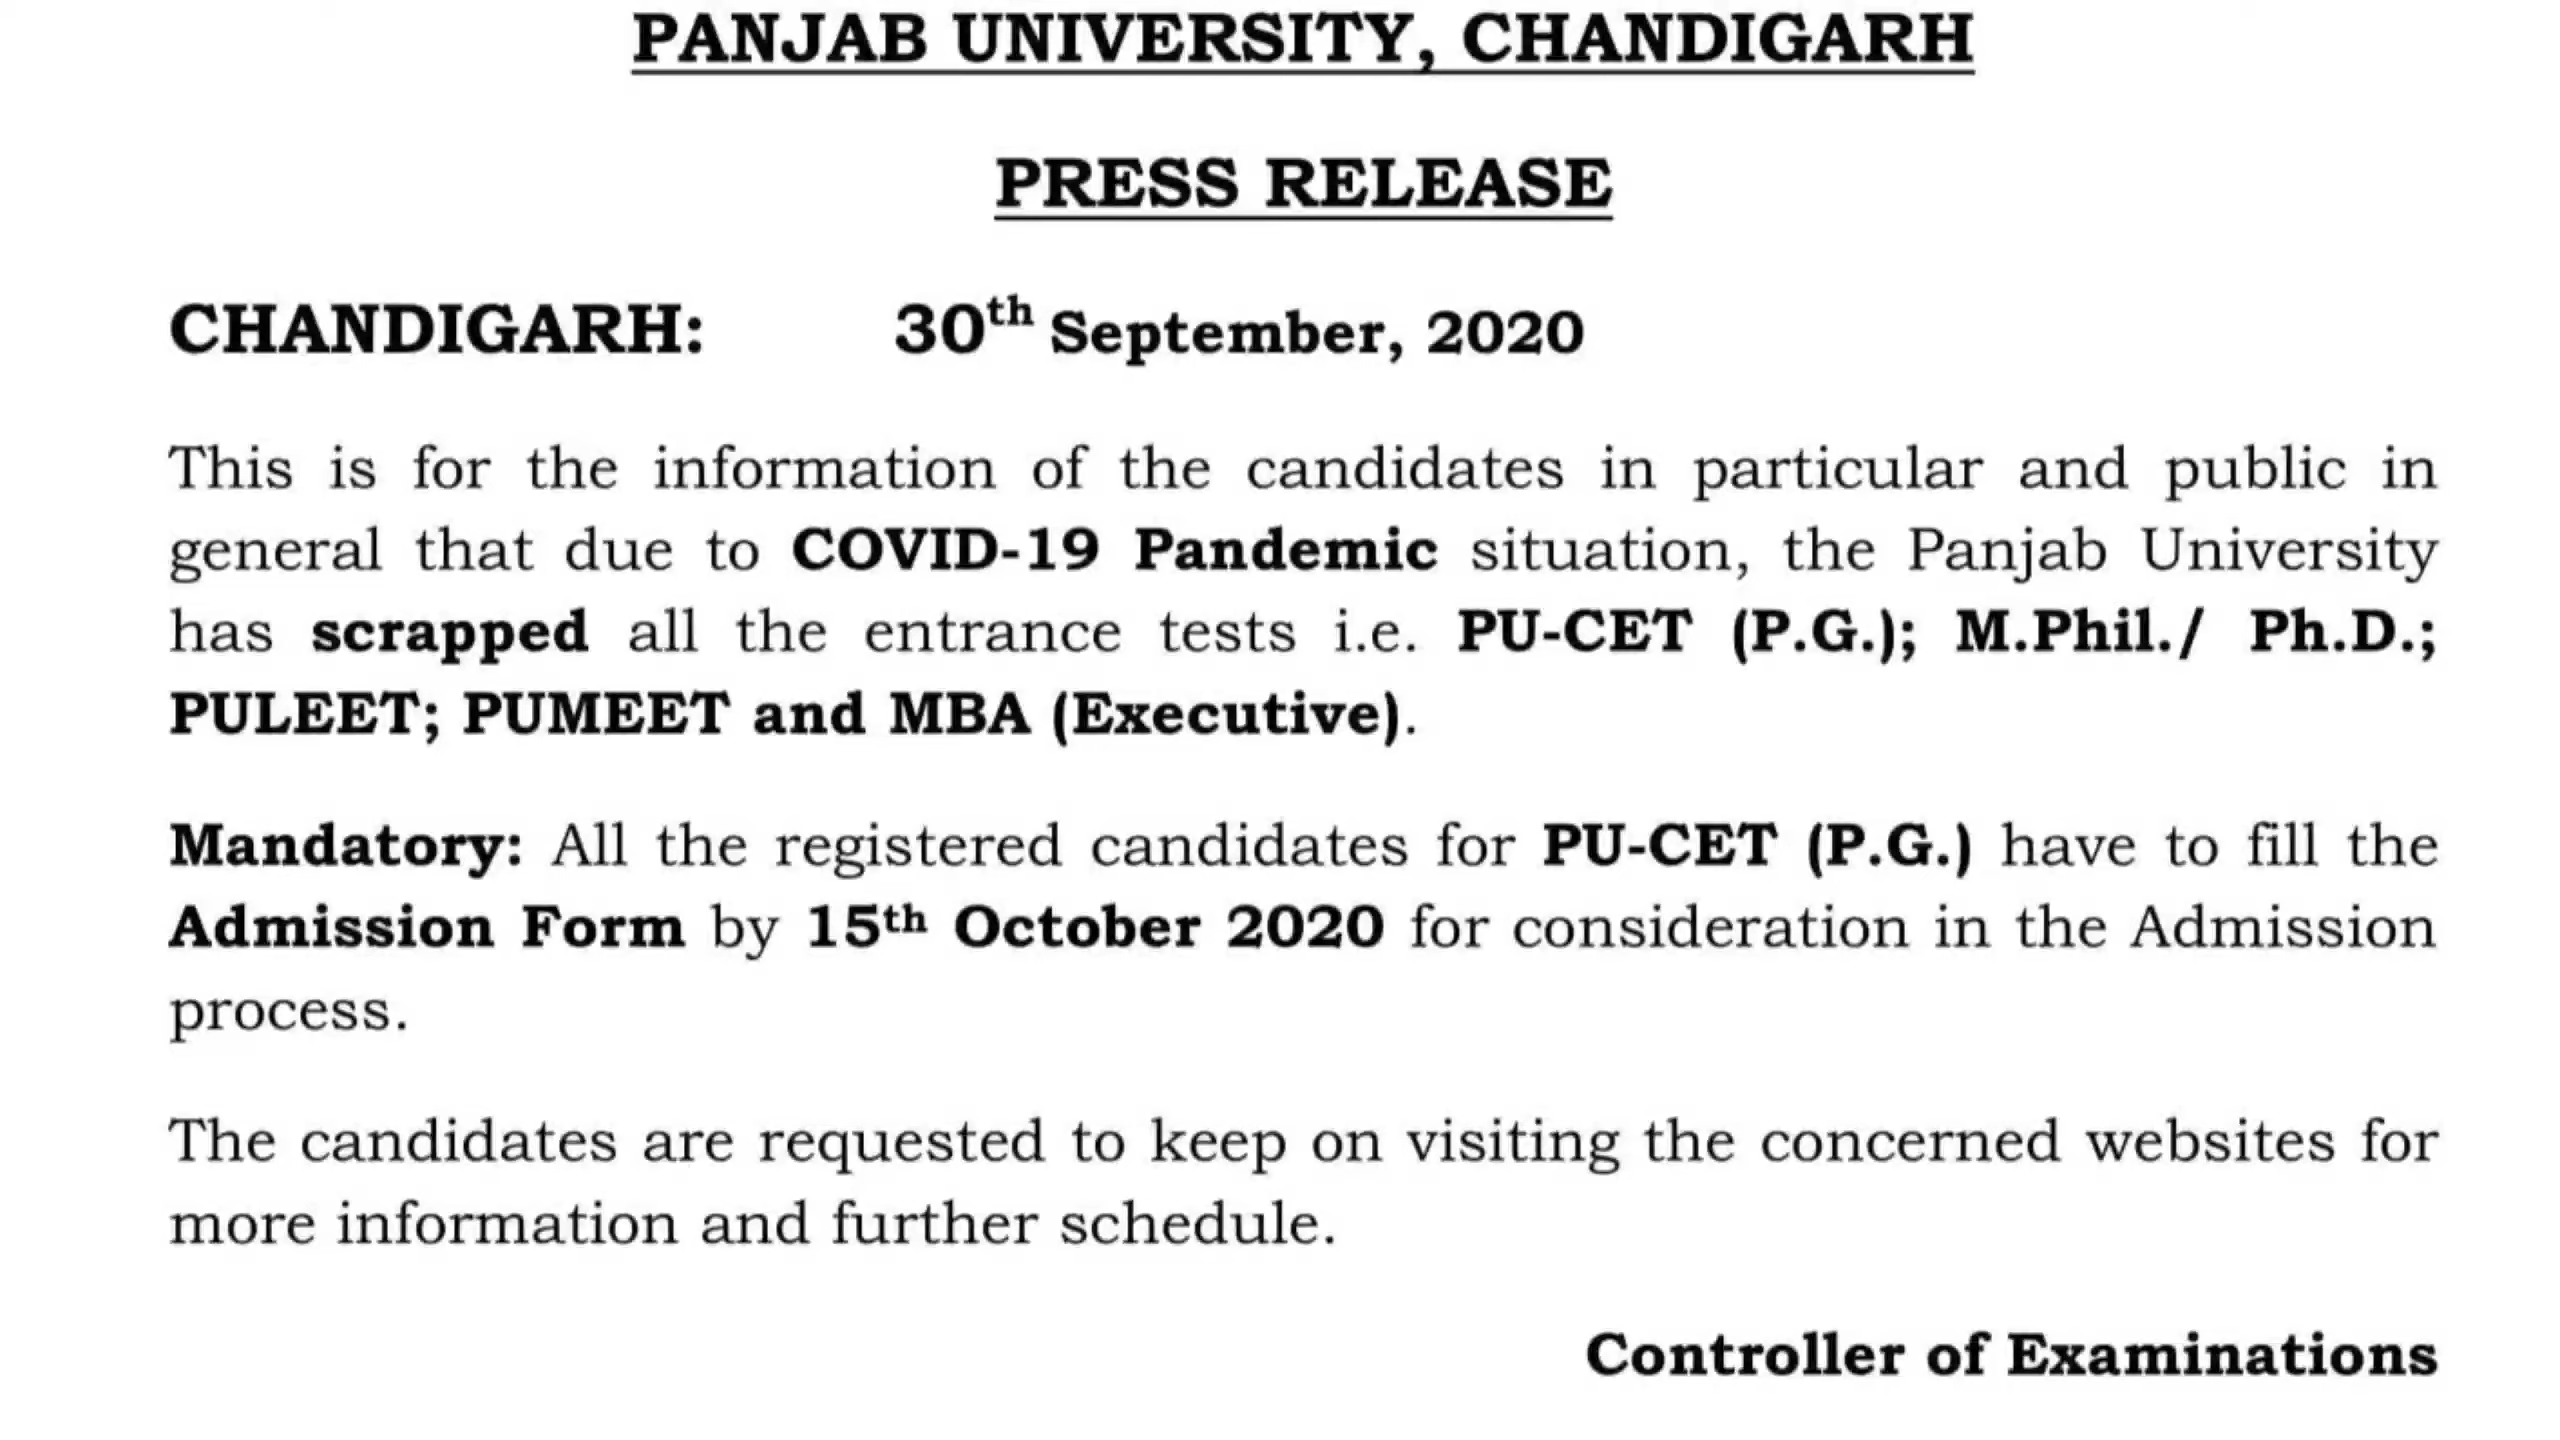 PANJAB UNIVERSITY, CHANDIGARH
PRESS RELEASE
CHANDIGARH: 30th September, 2020
This is for the information of the candidates in particular and public in
general that due to COVID-19 Pandemic situation, the Panjab University
has scrapped all the entrance tests i.e. PU-CET (P.G.); M.Phil./ Ph.D.;
PULEET; PUMEET and MBA (Executive).
Mandatory: All the registered candidates for PU-CET (P.G.) have to fill the
Admission Form by 15th October 2020 for consideration in the Admission
process.
The candidates are requested to keep on visiting the concerned websites for
more information and further schedule.
Controller of Examinations